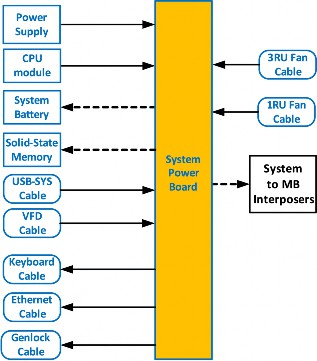 Power
Supply
CPU
module
System
Battery
Solid-State
Memory
USB-SYS
Cable
VFD
Cable
Keyboard
Cable
Ethernet
Cable
Genlock
Cable
System
Power
Board
3RU Fan
Cable
1RU Fan
Cable
System
to MB
Interposers